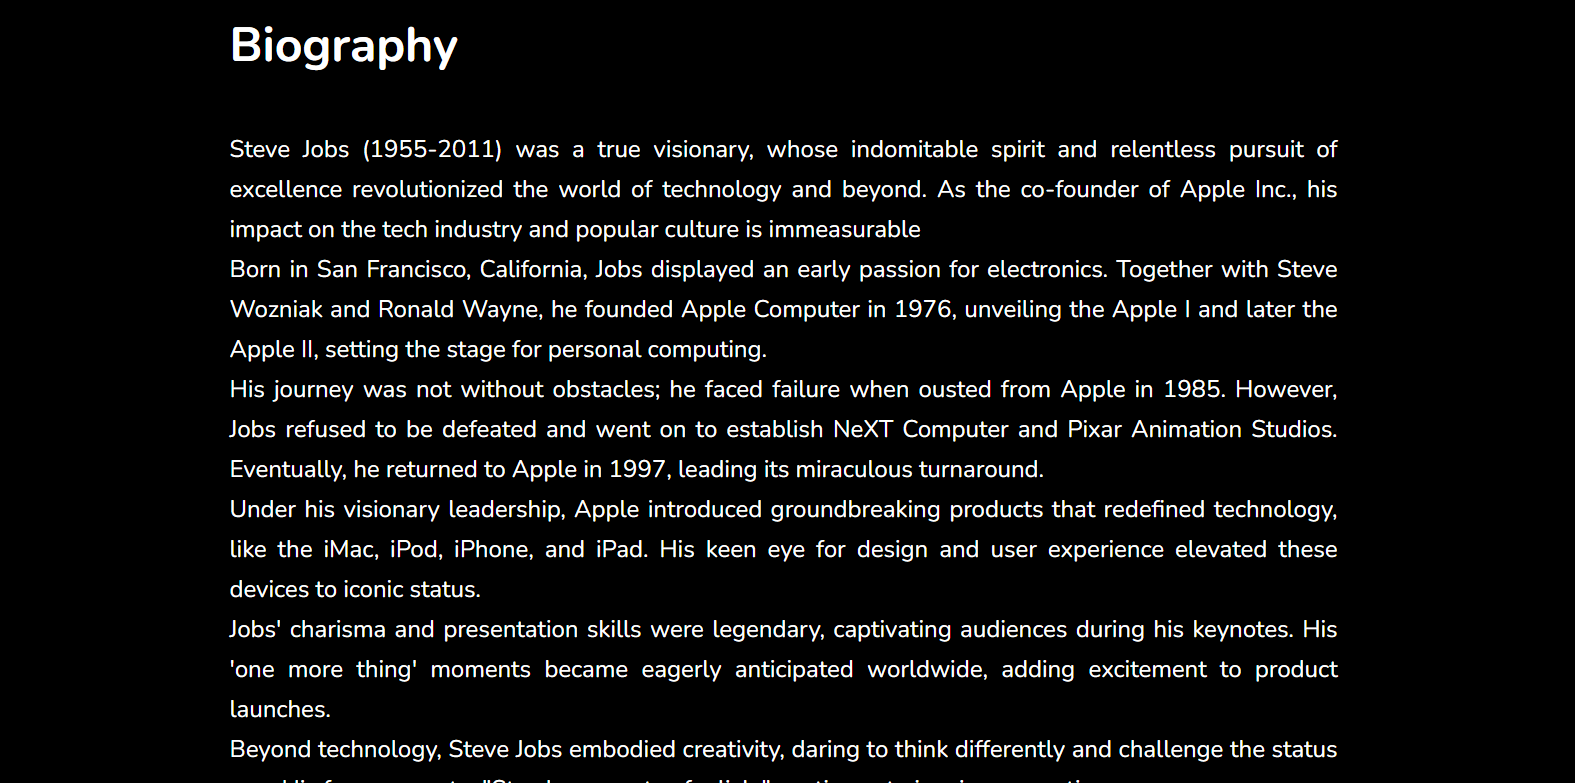 Biography
Steve Jobs (1955-2011) was a true visionary, whose indomitable spirit and relentless pursuit of
excellence revolutionized the world of technology and beyond. As the co-founder of Apple Inc., his
impact on the tech industry and popular culture is immeasurable
Born in San Francisco, California, Jobs displayed an early passion for electronics. Together with Steve
Wozniak and Ronald Wayne, he founded Apple Computer in 1976, unveiling the Apple I and later the
Apple II, setting the stage for personal computing.
His journey was not without obstacles; he faced failure when ousted from Apple in 1985. However,
Jobs refused to be defeated and went on to establish NeXT Computer and Pixar Animation Studios.
Eventually, he returned to Apple in 1997, leading its miraculous turnaround.
Under his visionary leadership, Apple introduced groundbreaking products that redefined technology,
like the iMac, iPod, iPhone, and iPad. His keen eye for design and user experience elevated these
devices to iconic status.
Jobs' charisma and presentation skills were legendary, captivating audiences during his keynotes. His
'one more thing' moments became eagerly anticipated worldwide, adding excitement to product
launches.
Beyond technology, Steve Jobs embodied creativity, daring to think differently and challenge the status